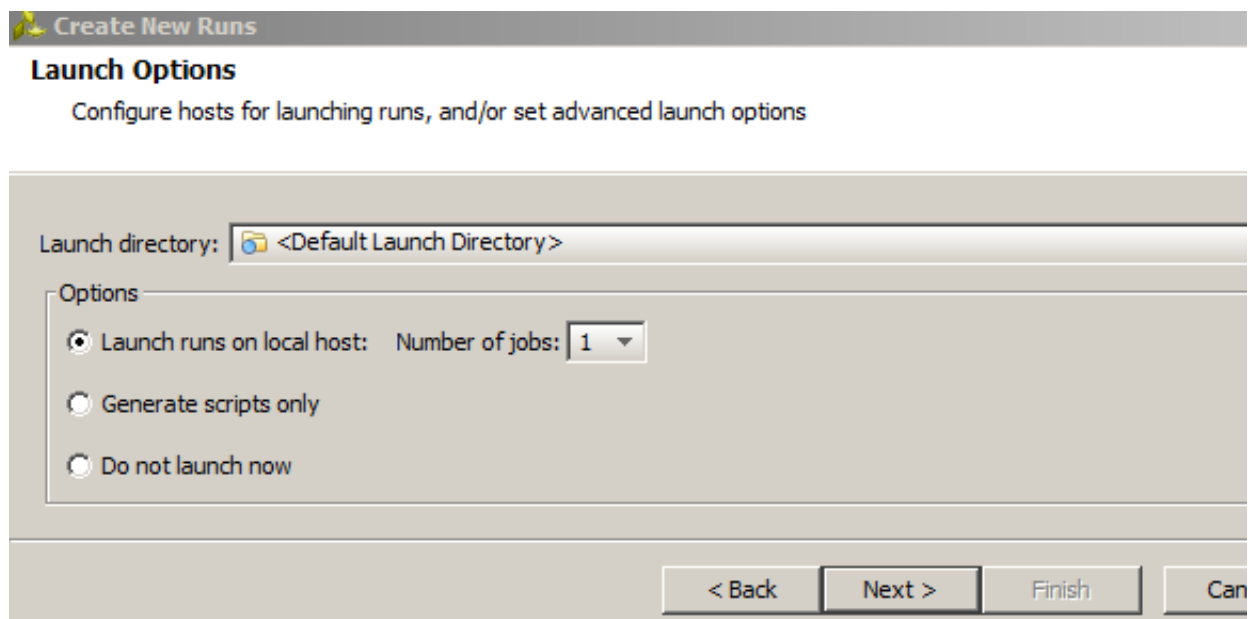 Create New Runs
Launch Options
Configure hosts for launching runs, and/or set advanced launch options
Launch directory: <Default Launch Directory>
Options
Launch runs on local host: Number of jobs: 1
Generate scripts only
Do not launch now
< Back Next > Finish Can